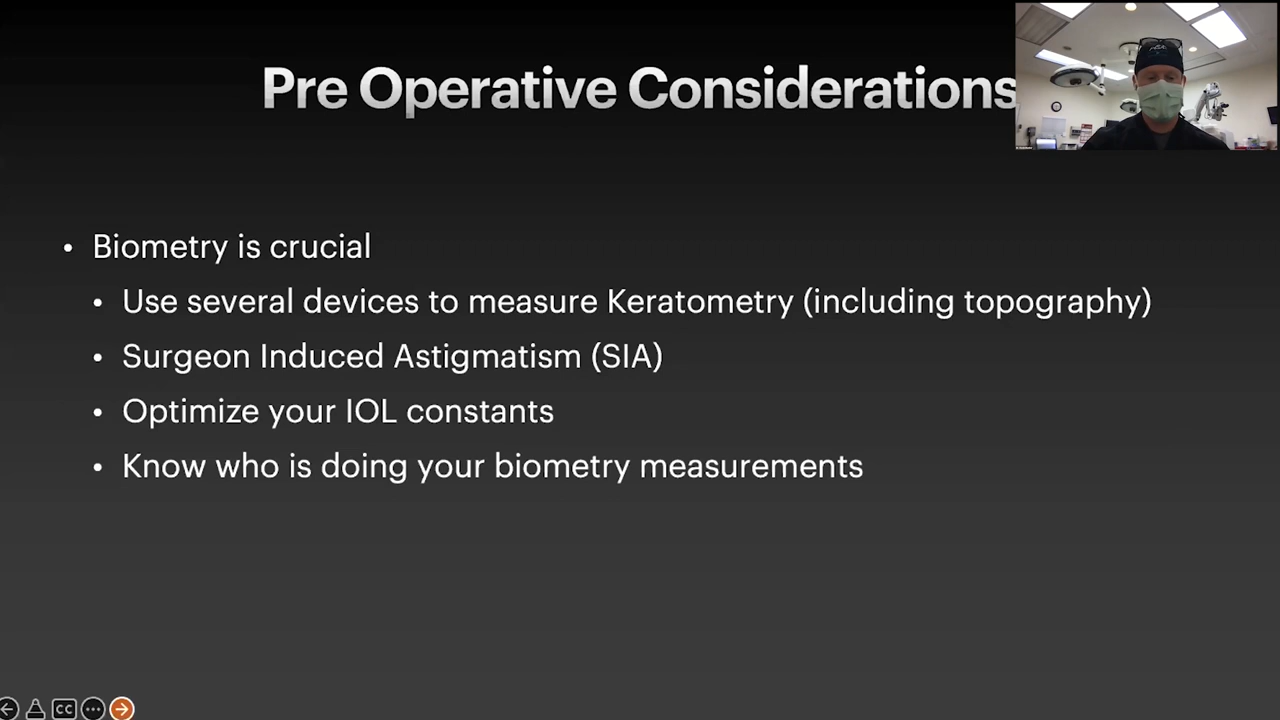 Pre Operative Considerations
• Biometry is crucial
• Use several devices to measure Keratometry (including topography)
• Surgeon Induced Astigmatism (SIA)
• Optimize your IOL constants
• Know who is doing your biometry measurements
CC